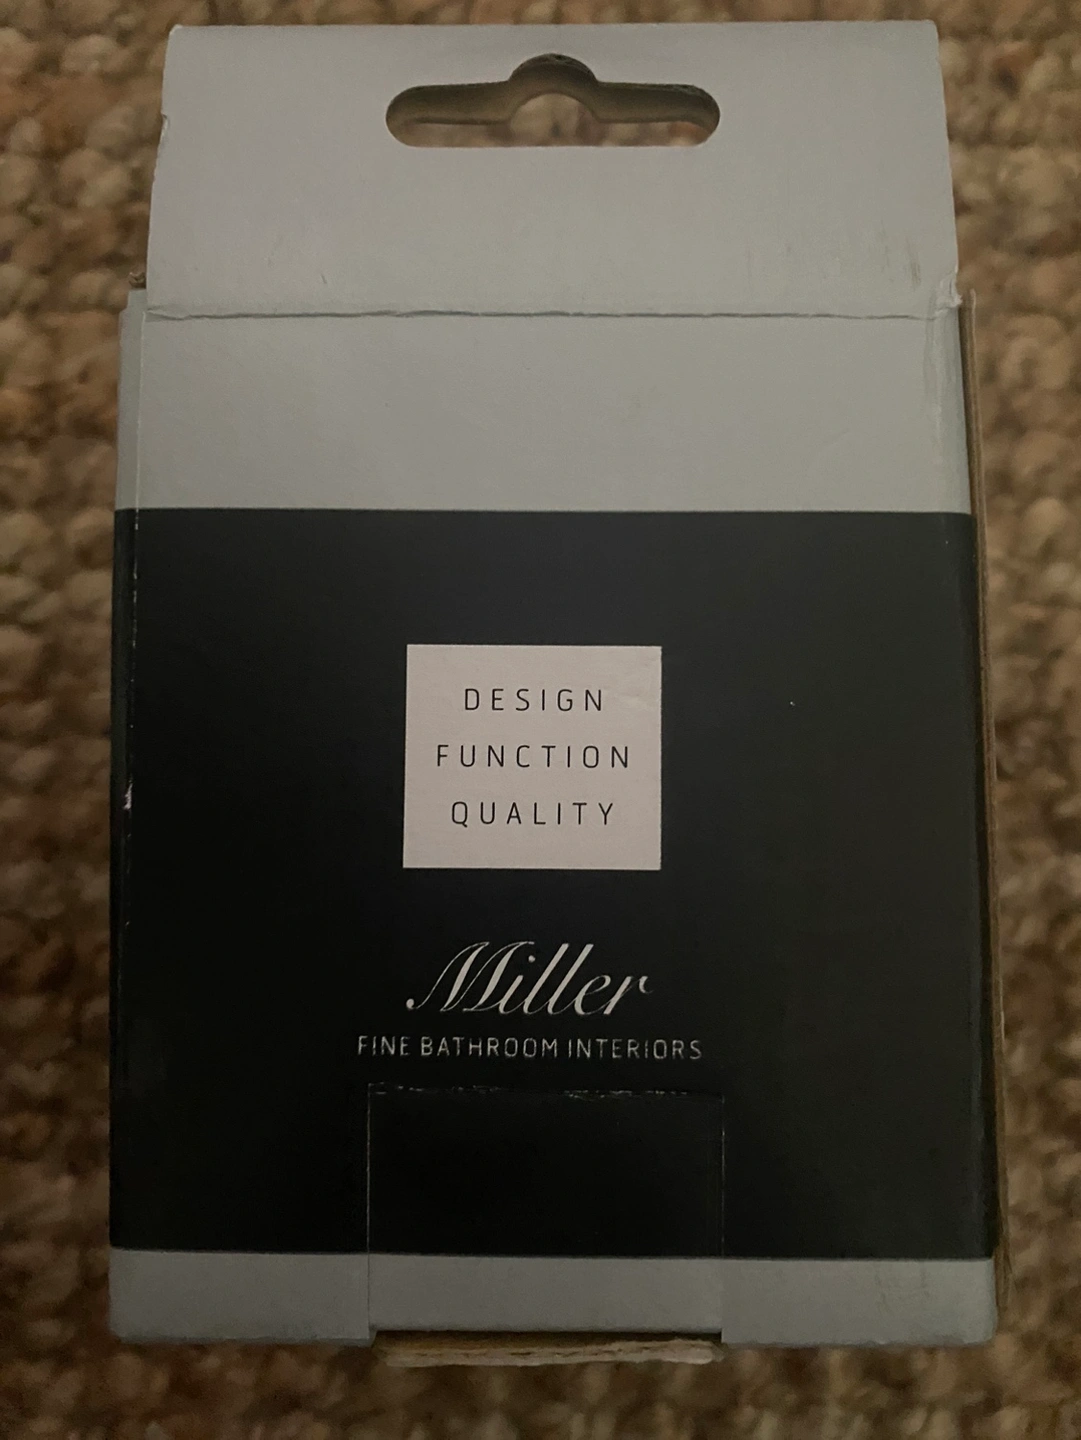 DESIGN
FUNCTION
QUALITY
Miller
FINE BATHROOM INTERIORS